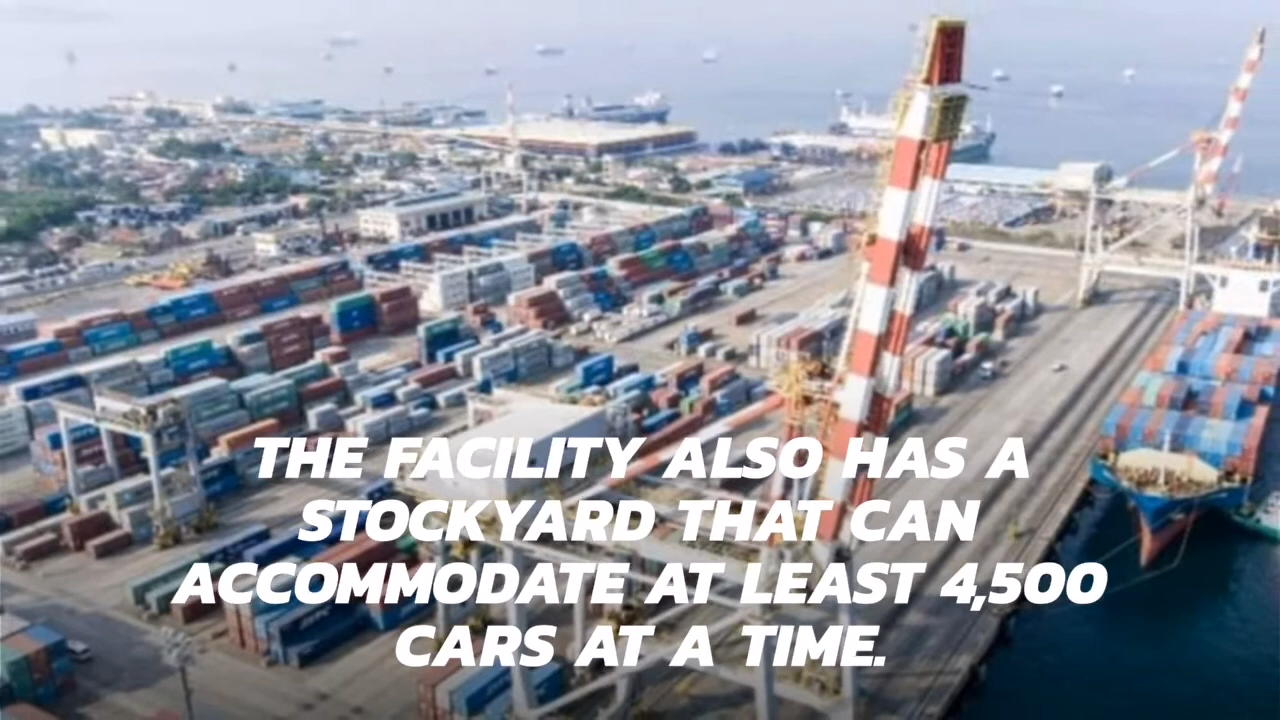 THE FACILITY ALSO HAS A
STOCKYARD THAT CAN
ACCOMMODATE AT LEAST 4,500
CARS AT A TIME.